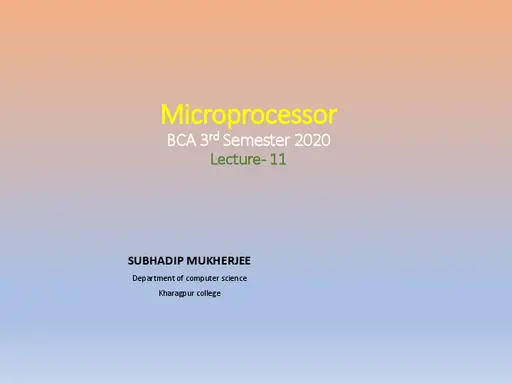 Microprocessor
BCA 3rd Semester 2020
Lecture- 11
SUBHADIP MUKHERJEE
Department of computer science
Kharagpur college